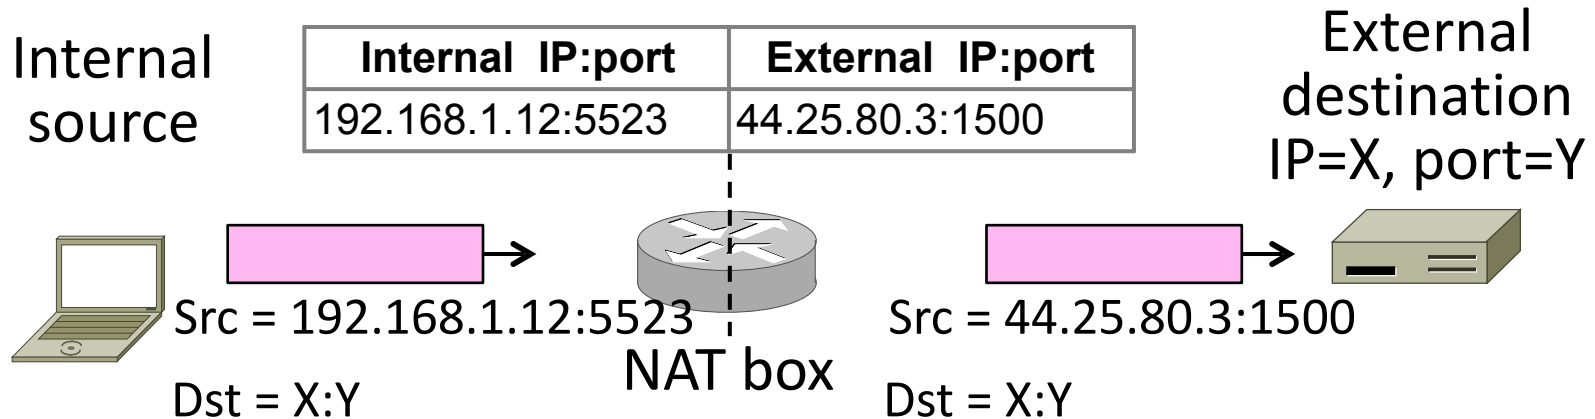 Internal
source
Internal IP:port External IP:port
192.168.1.12:5523 44.25.80.3:1500
External
destination
IP=X, port=Y
Src = 192.168.1.12:5523
Dst = X:Y
NAT box
Src = 44.25.80.3:1500
Dst = X:Y